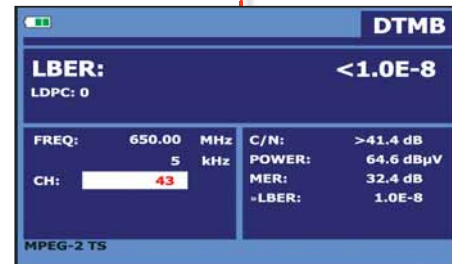 DTMB
LBER: <1.0E-8
LDPC: 0
FREQ: 650.00 MHz
5 kHz
CH: 43
C/N: >41.4 dB
POWER: 64.6 dBµV
MER: 32.4 dB
»LBER: 1.0E-8
MPEG-2 TS